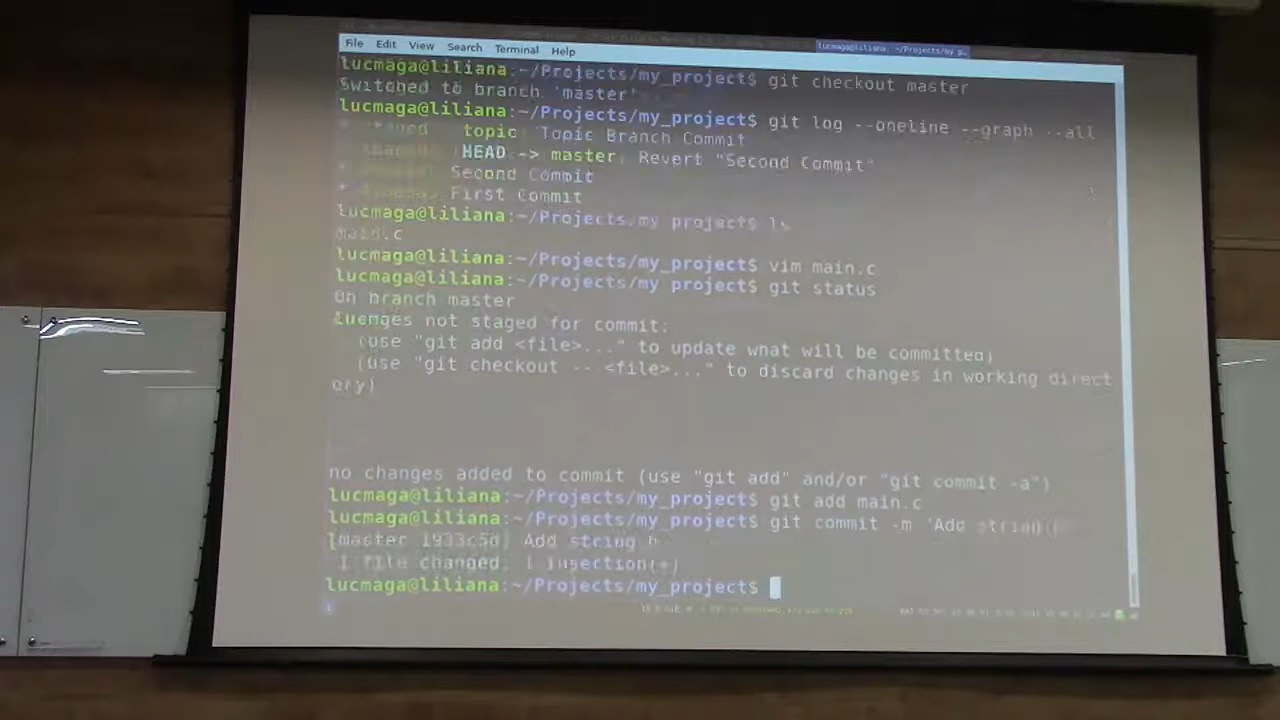 File Edit View Search Terminal Help
lucmaga@liliana: ~/Projects/my_p…
lucmaga@liliana:~/Projects/my_project$ git checkout master
Switched to branch 'master'
lucmaga@liliana:~/Projects/my_project$ git log --oneline --graph --all
* topic Topic Branch Commit
HEAD -> master Revert "Second Commit"
* Second Commit
* First Commit
lucmaga@liliana:~/Projects/my_project$ ls
main.c
lucmaga@liliana:~/Projects/my_project$ vim main.c
lucmaga@liliana:~/Projects/my_project$ git status
On branch master
not staged for commit:
(use "git add <file>..." to update what will be committed)
(use "git checkout -- <file>..." to discard changes in working direct
ory)
no changes added to commit (use "git add" and/or "git commit -a")
lucmaga@liliana:~/Projects/my_project$ git add main.c
lucmaga@liliana:~/Projects/my_project$ git commit -m 'Add string
[master 1933c5d] Add string
1 file changed, 1 insertion(+)
lucmaga@liliana:~/Projects/my_project$